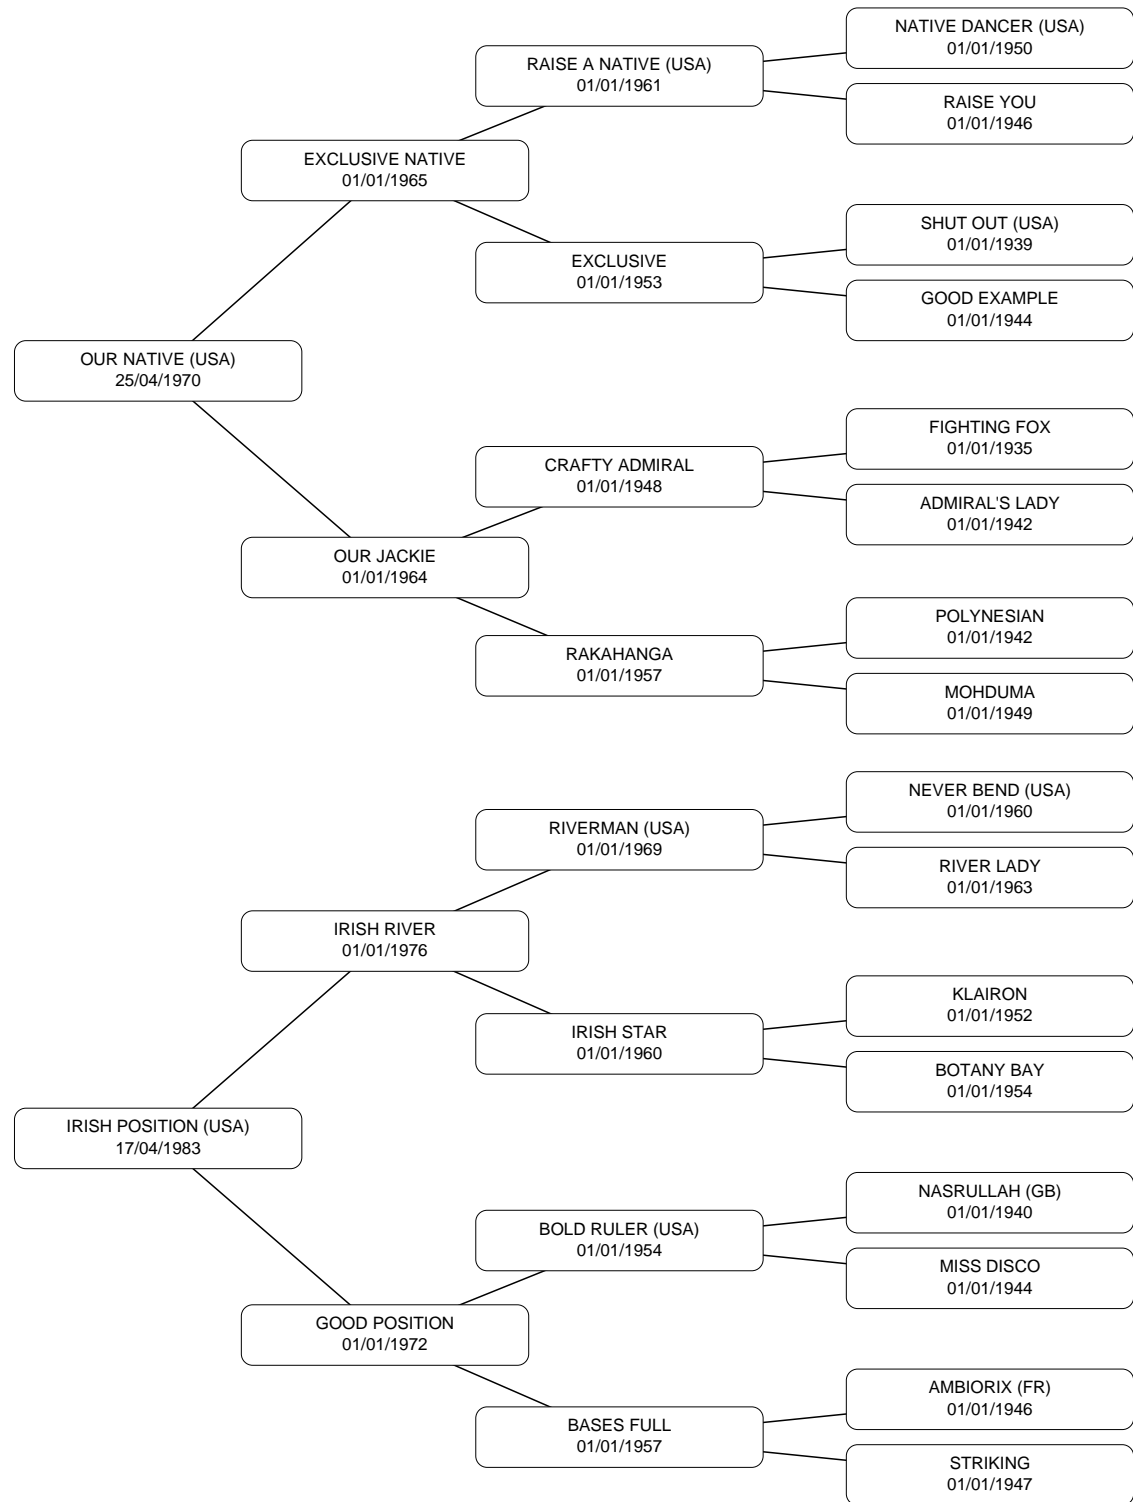 NATIVE DANCER (USA)
01/01/1950
RAISE A NATIVE (USA)
01/01/1961
RAISE YOU
01/01/1946
EXCLUSIVE NATIVE
01/01/1965
SHUT OUT (USA)
01/01/1939
EXCLUSIVE
01/01/1953
GOOD EXAMPLE
01/01/1944
OUR NATIVE (USA)
25/04/1970
FIGHTING FOX
01/01/1935
CRAFTY ADMIRAL
01/01/1948
ADMIRAL'S LADY
01/01/1942
OUR JACKIE
01/01/1964
POLYNESIAN
01/01/1942
RAKAHANGA
01/01/1957
MOHDUMA
01/01/1949
NEVER BEND (USA)
01/01/1960
RIVERMAN (USA)
01/01/1969
RIVER LADY
01/01/1963
IRISH RIVER
01/01/1976
KLAIRON
01/01/1952
IRISH STAR
01/01/1960
BOTANY BAY
01/01/1954
IRISH POSITION (USA)
17/04/1983
NASRULLAH (GB)
01/01/1940
BOLD RULER (USA)
01/01/1954
MISS DISCO
01/01/1944
GOOD POSITION
01/01/1972
AMBIORIX (FR)
01/01/1946
BASES FULL
01/01/1957
STRIKING
01/01/1947